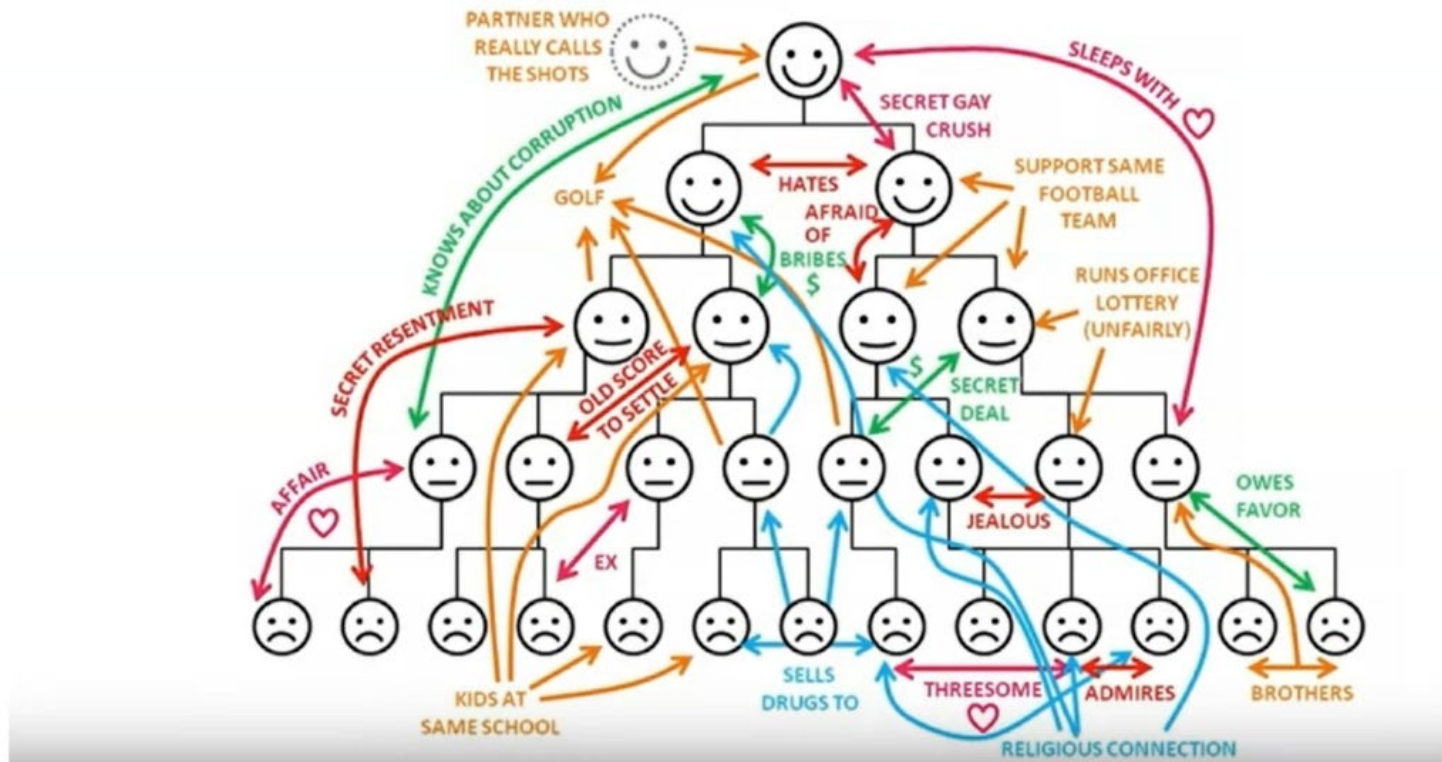 PARTNER WHO
REALLY CALLS
THE SHOTS
SLEEPS WITH
SECRET GAY
CRUSH
KNOWS ABOUT CORRUPTION
HATES
SUPPORT SAME
FOOTBALL
TEAM
GOLF
AFRAID
OF
BRIBES
$
RUNS OFFICE
LOTTERY
(UNFAIRLY)
SECRET RESENTMENT
OLD SCORE
TO SETTLE
$
SECRET
DEAL
AFFAIR
OWES
FAVOR
JEALOUS
EX
SELLS
DRUGS TO
THREESOME
ADMIRES
BROTHERS
KIDS AT
SAME SCHOOL
RELIGIOUS CONNECTION